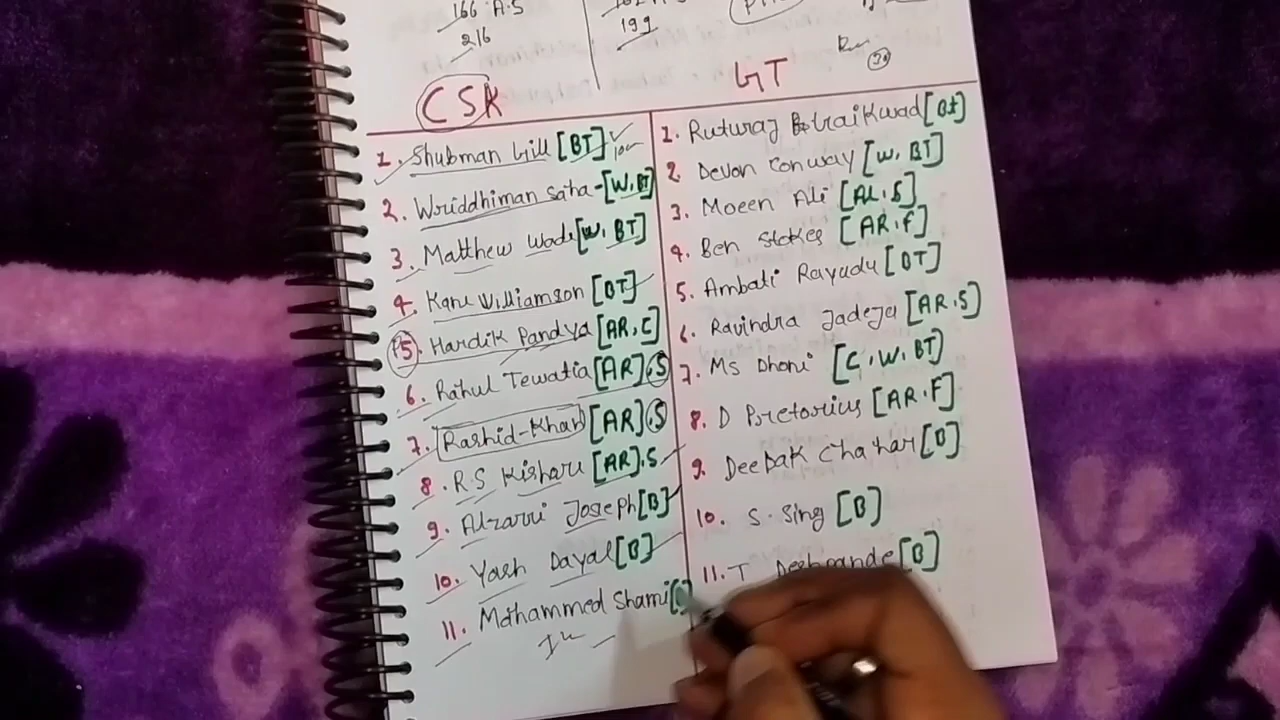 166 A.S
216
199
CSK
1. Shubman Gill [BT]
2. Wriddhiman saha-[W.BT]
3. Matthew Wade[W. BT]
4. Kane Williamson [BT]
5. Hardik Pandya [AR, C]
6. Rahul Tewatia [AR].S
7. Rashid-Khan [AR].S
8. R.S Kishore [AR].S
9. Alzarri Joseph[B]
10. Yash Dayal[B]
11. Mohammed Shami[
GT
1. Ruturaj Gaikwad[Bt]
2. Devon Conway [W, BT]
3. Moeen Ali [AL.S]
4. Ben Stokes [AR.F]
5. Ambati Rayudu [BT]
6. Ravindra Jadeja [AR.S]
7. MS Dhoni [C.W.BT]
8. D Pretorius [AR.F]
9. Deepak Chahar[B]
10. S. Sing [B]
11. T Deshpande[B]